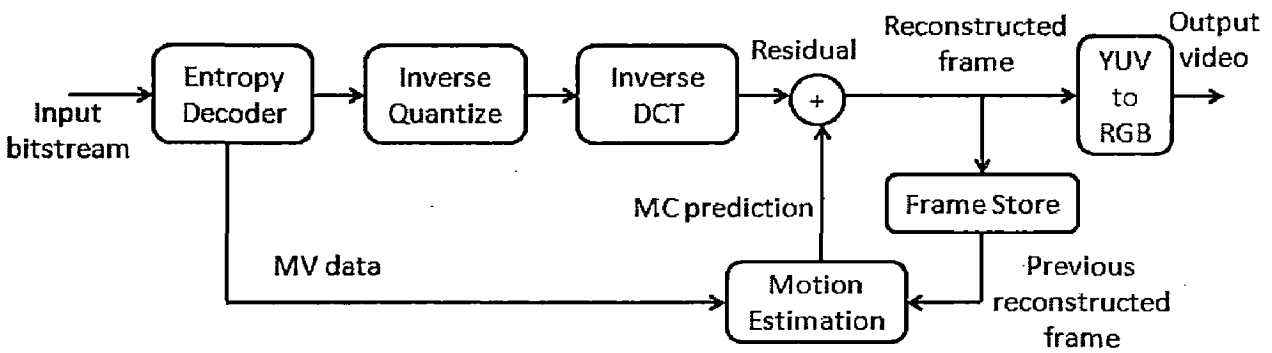 Input
bitstream
Entropy
Decoder
Inverse
Quantize
Inverse
DCT
Residual
+
Reconstructed
frame
YUV
to
RGB
Output
video
Frame Store
MC prediction
MV data
Motion
Estimation
Previous
reconstructed
frame